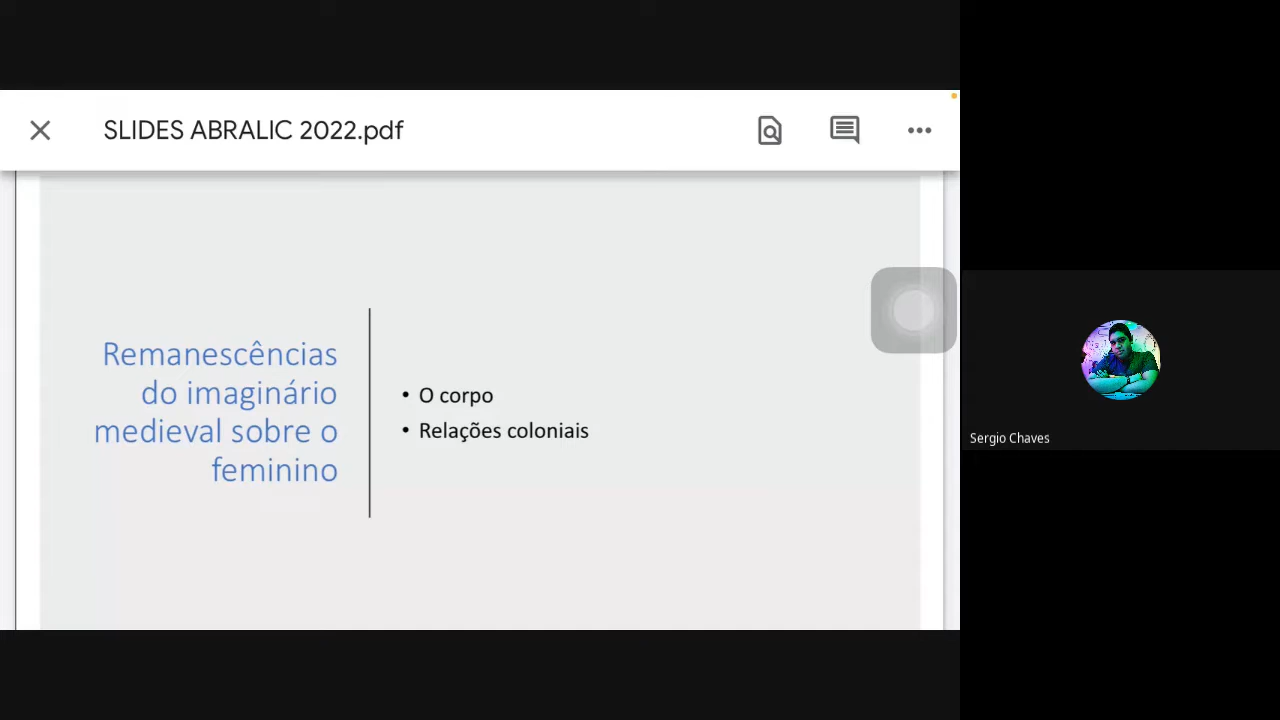 SLIDES ABRALIC 2022.pdf
Remanescências
do imaginário
medieval sobre o
feminino
• O corpo
• Relações coloniais
Sergio Chaves